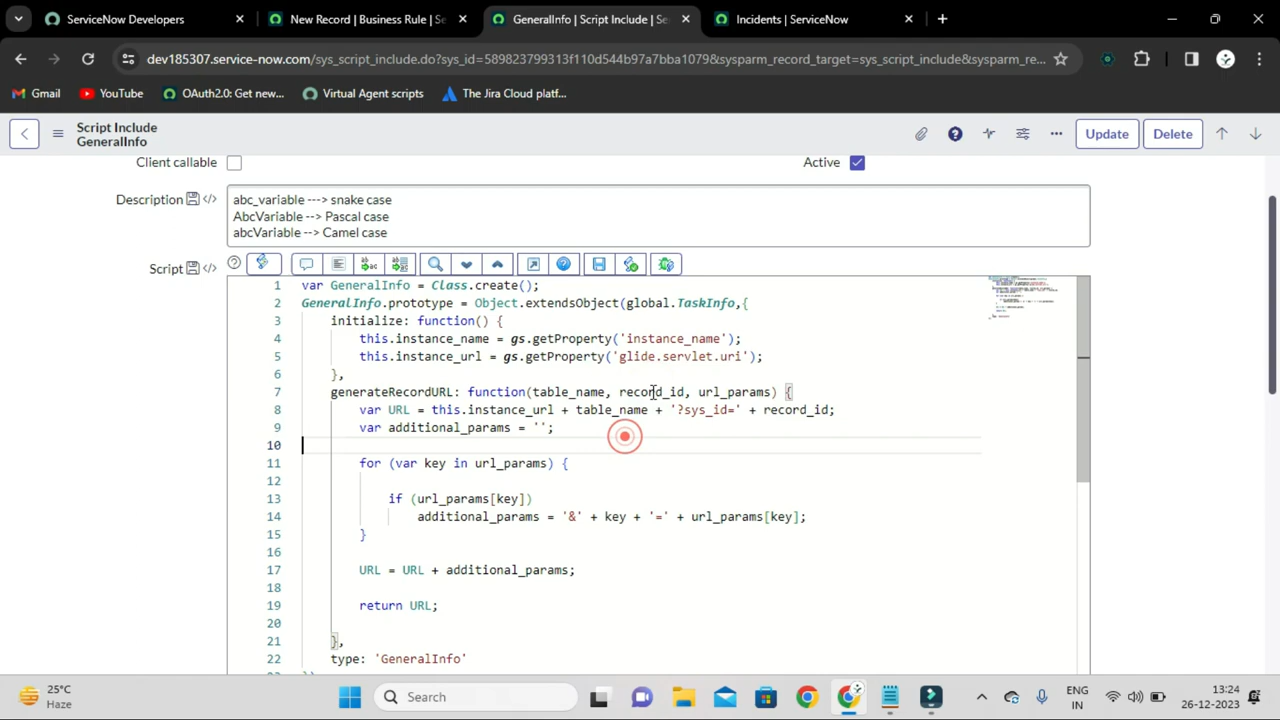 ServiceNow Developers
New Record | Business Rule | Se
GeneralInfo | Script Include | Se
Incidents | ServiceNow
dev185307.service-now.com/sys_script_include.do?sys_id=589823799313f110d544b97a7bba1079&sysparm_record_target=sys_script_include&sysparm_re...
Gmail
YouTube
OAuth2.0: Get new...
Virtual Agent scripts
The Jira Cloud platf...
Script Include
GeneralInfo
Update
Delete
Client callable
Active
Description
abc_variable ---> snake case
AbcVariable --> Pascal case
abcVariable --> Camel case
Script
1 var GeneralInfo = Class.create();
2 GeneralInfo.prototype = Object.extendsObject(global.TaskInfo,{
3 initialize: function() {
4 this.instance_name = gs.getProperty('instance_name');
5 this.instance_url = gs.getProperty('glide.servlet.uri');
6 },
7 generateRecordURL: function(table_name, record_id, url_params) {
8 var URL = this.instance_url + table_name + '?sys_id=' + record_id;
9 var additional_params = '';
10
11 for (var key in url_params) {
12
13 if (url_params[key])
14 additional_params = '&' + key + '=' + url_params[key];
15 }
16
17 URL = URL + additional_params;
18
19 return URL;
20
21 },
22 type: 'GeneralInfo'
25°C
Haze
Search
ENG
IN
13:24
26-12-2023